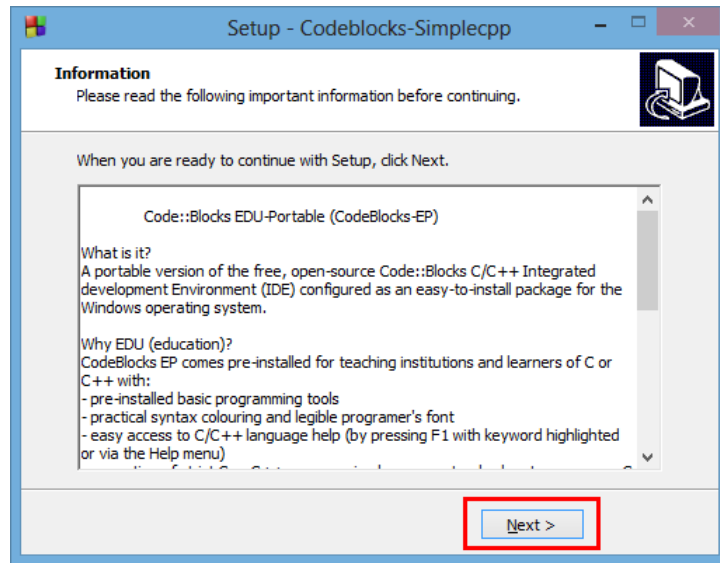 Setup - Codeblocks-Simplecpp
Information
Please read the following important information before continuing.
When you are ready to continue with Setup, click Next.
Code::Blocks EDU-Portable (CodeBlocks-EP)
What is it?
A portable version of the free, open-source Code::Blocks C/C++ Integrated
development Environment (IDE) configured as an easy-to-install package for the
Windows operating system.
Why EDU (education)?
CodeBlocks EP comes pre-installed for teaching institutions and learners of C or
C++ with:
- pre-installed basic programming tools
- practical syntax colouring and legible programer's font
- easy access to C/C++ language help (by pressing F1 with keyword highlighted
or via the Help menu)
Next >